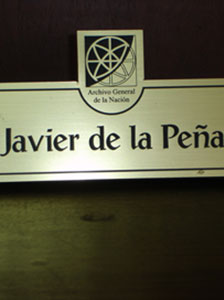 Archivo General
de la Nación
Javier de la Peña